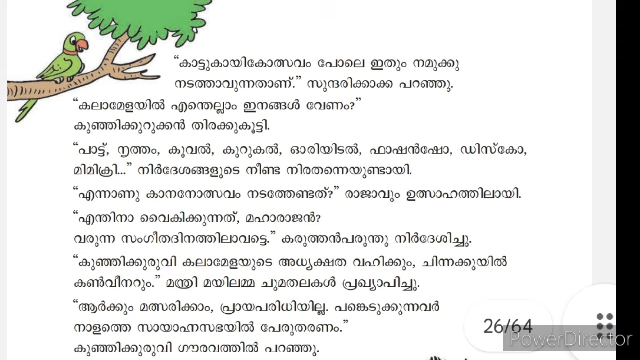 “കാട്ടുകായികോത്സവം പോലെ ഇതും നമുക്കു
നടത്താവുന്നതാണ്.” സുന്ദരിക്കാക്ക പറഞ്ഞു.
“കലാമേളയിൽ എന്തെല്ലാം ഇനങ്ങൾ വേണം?”
കുഞ്ഞിക്കുറുക്കൻ തിരക്കുകൂട്ടി.
“പാട്ട്, നൃത്തം, കൂവൽ, കുറുകൽ, ഓരിയിടൽ, ഫാഷൻഷോ, ഡിസ്കോ,
മിമിക്രി...” നിർദേശങ്ങളുടെ നീണ്ട നിരതന്നെയുണ്ടായി.
“എന്നാണു കാനനോത്സവം നടത്തേണ്ടത്?” രാജാവും ഉത്സാഹത്തിലായി.
“എന്തിനാ വൈകിക്കുന്നത്, മഹാരാജൻ?
വരുന്ന സംഗീതദിനത്തിലാവട്ടെ.” കരുത്തൻപരുന്തു നിർദേശിച്ചു.
“കുഞ്ഞിക്കുരുവി കലാമേളയുടെ അധ്യക്ഷത വഹിക്കും, ചിന്നക്കുയിൽ
കൺവീനറും.” മന്ത്രി മയിലമ്മ ചുമതലകൾ പ്രഖ്യാപിച്ചു.
“ആർക്കും മത്സരിക്കാം, പ്രായപരിധിയില്ല. പങ്കെടുക്കുന്നവർ
നാളത്തെ സായാഹ്നസഭയിൽ പേരുതരണം.”
കുഞ്ഞിക്കുരുവി ഗൗരവത്തിൽ പറഞ്ഞു.
26/64
PowerDirector